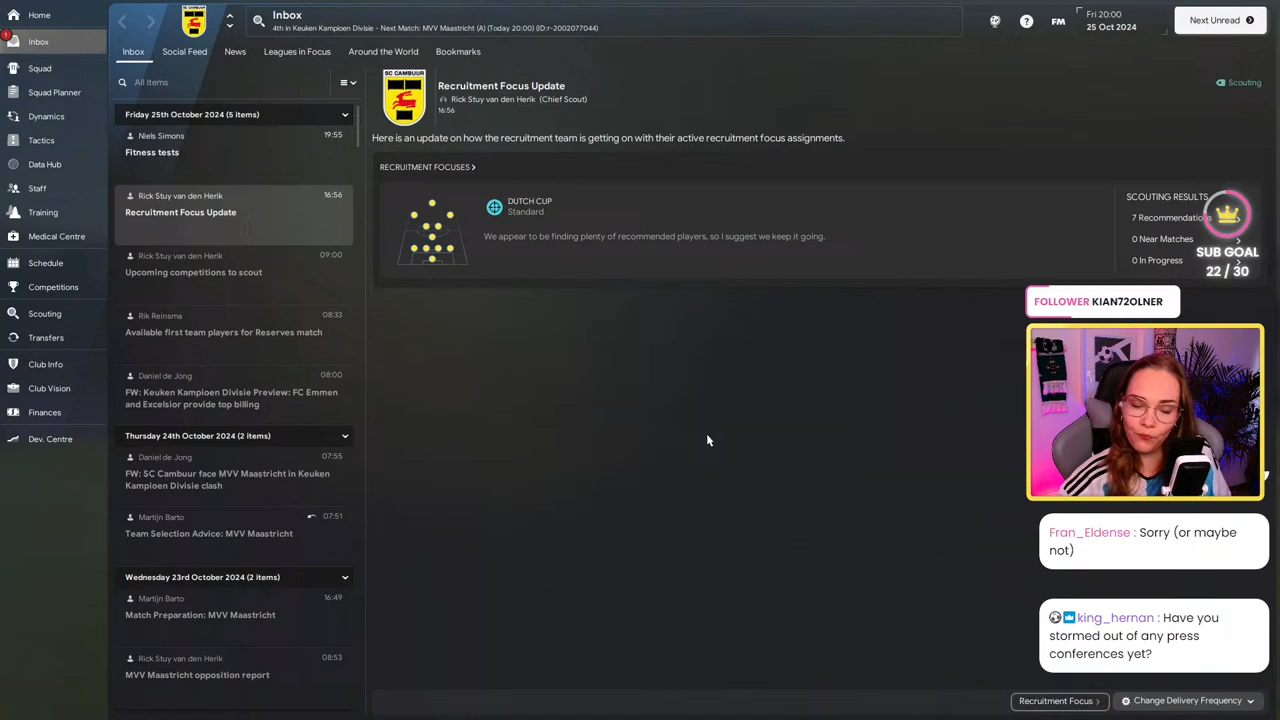 Home
1
Inbox
Squad
Squad Planner
Dynamics
Tactics
Data Hub
Staff
Training
Medical Centre
Schedule
Competitions
Scouting
Transfers
Club Info
Club Vision
Finances
Dev. Centre
Inbox
4th in Keuken Kampioen Divisie - Next Match: MVV Maastricht (A) (Today 20:00) (ID:r-2002077044)
?
FM
Fri 20:00
25 Oct 2024
Next Unread
Inbox
Social Feed
News
Leagues in Focus
Around the World
Bookmarks
All Items
Friday 25th October 2024 (5 items)
Niels Simons
19:55
Fitness tests
Rick Stuy van den Herik
16:56
Recruitment Focus Update
Rick Stuy van den Herik
09:00
Upcoming competitions to scout
Rik Reinsma
08:33
Available first team players for Reserves match
Daniel de Jong
08:00
FW: Keuken Kampioen Divisie Preview: FC Emmen
and Excelsior provide top billing
Thursday 24th October 2024 (2 items)
Daniel de Jong
07:55
FW: SC Cambuur face MVV Maastricht in Keuken
Kampioen Divisie clash
Martijn Barto
07:51
Team Selection Advice: MVV Maastricht
Wednesday 23rd October 2024 (2 items)
Martijn Barto
16:49
Match Preparation: MVV Maastricht
Rick Stuy van den Herik
08:53
MVV Maastricht opposition report
SC CAMBUUR
Recruitment Focus Update
Rick Stuy van den Herik (Chief Scout)
16:56
Scouting
Here is an update on how the recruitment team is getting on with their active recruitment focus assignments.
RECRUITMENT FOCUSES
DUTCH CUP
Standard
We appear to be finding plenty of recommended players, so I suggest we keep it going.
SCOUTING RESULTS
7 Recommendations
0 Near Matches
0 In Progress
SUB GOAL
22 / 30
FOLLOWER KIAN72OLNER
Fran_Eldense : Sorry (or maybe
not)
king_hernan : Have you
stormed out of any press
conferences yet?
Recruitment Focus
Change Delivery Frequency